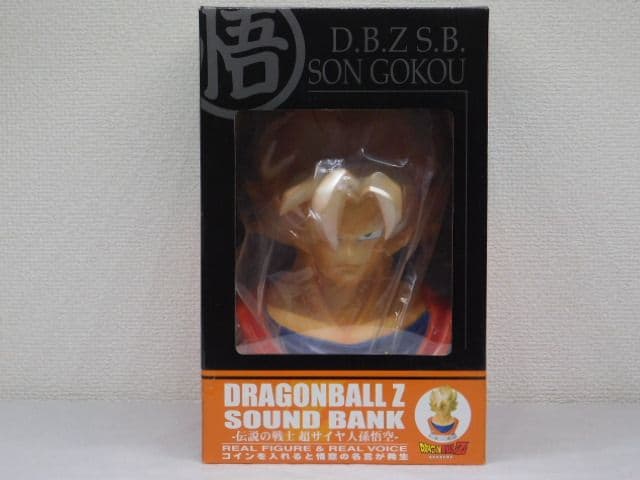 悟
D.B.Z S.B.
SON GOKOU
DRAGONBALL Z
SOUND BANK
-伝説の戦士 超サイヤ人孫悟空-
REAL FIGURE & REAL VOICE
コインを入れると悟空の名言が発生
DRAGONBALL Z